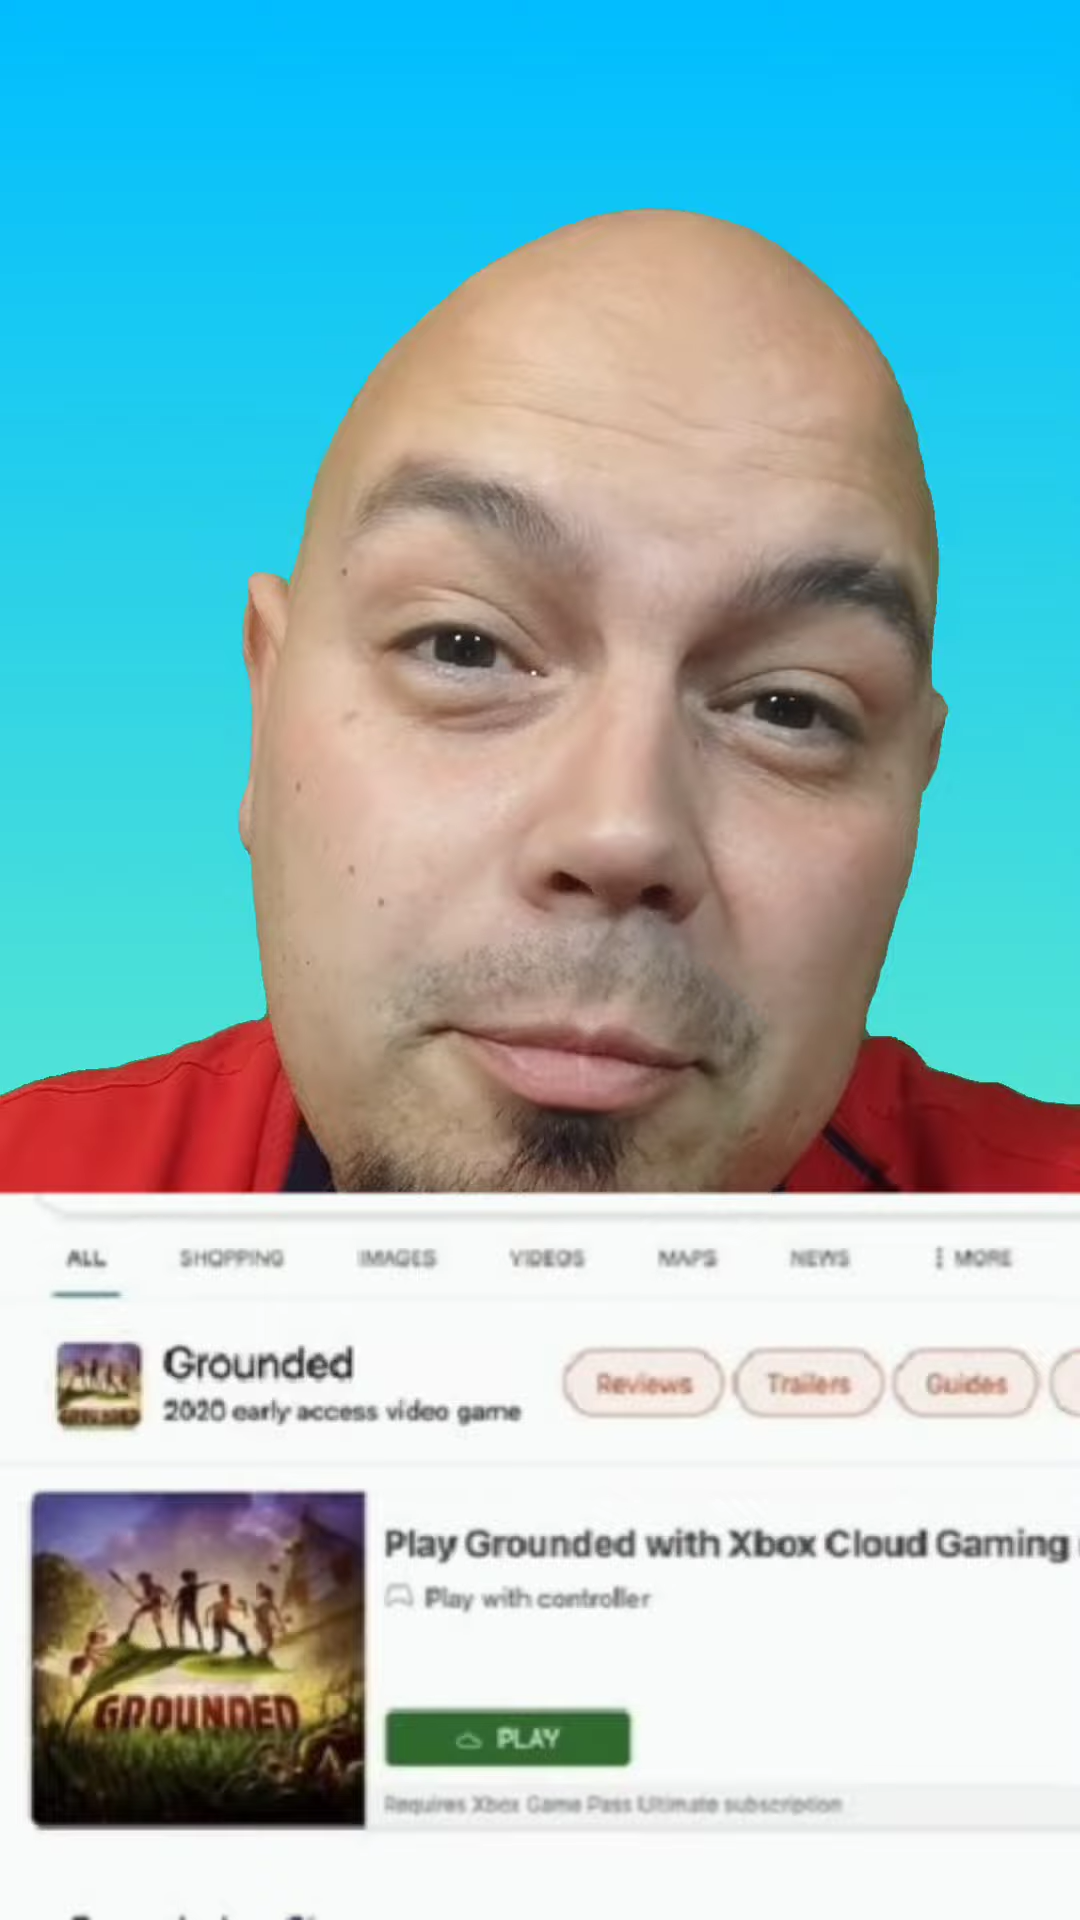 ALL SHOPPING IMAGES VIDEOS MAPS NEWS MORE
Grounded
2020 early access video game
Reviews Trailers Guides
Play Grounded with Xbox Cloud Gaming
Play with controller
GROUNDED
PLAY
Requires Xbox Game Pass Ultimate subscription